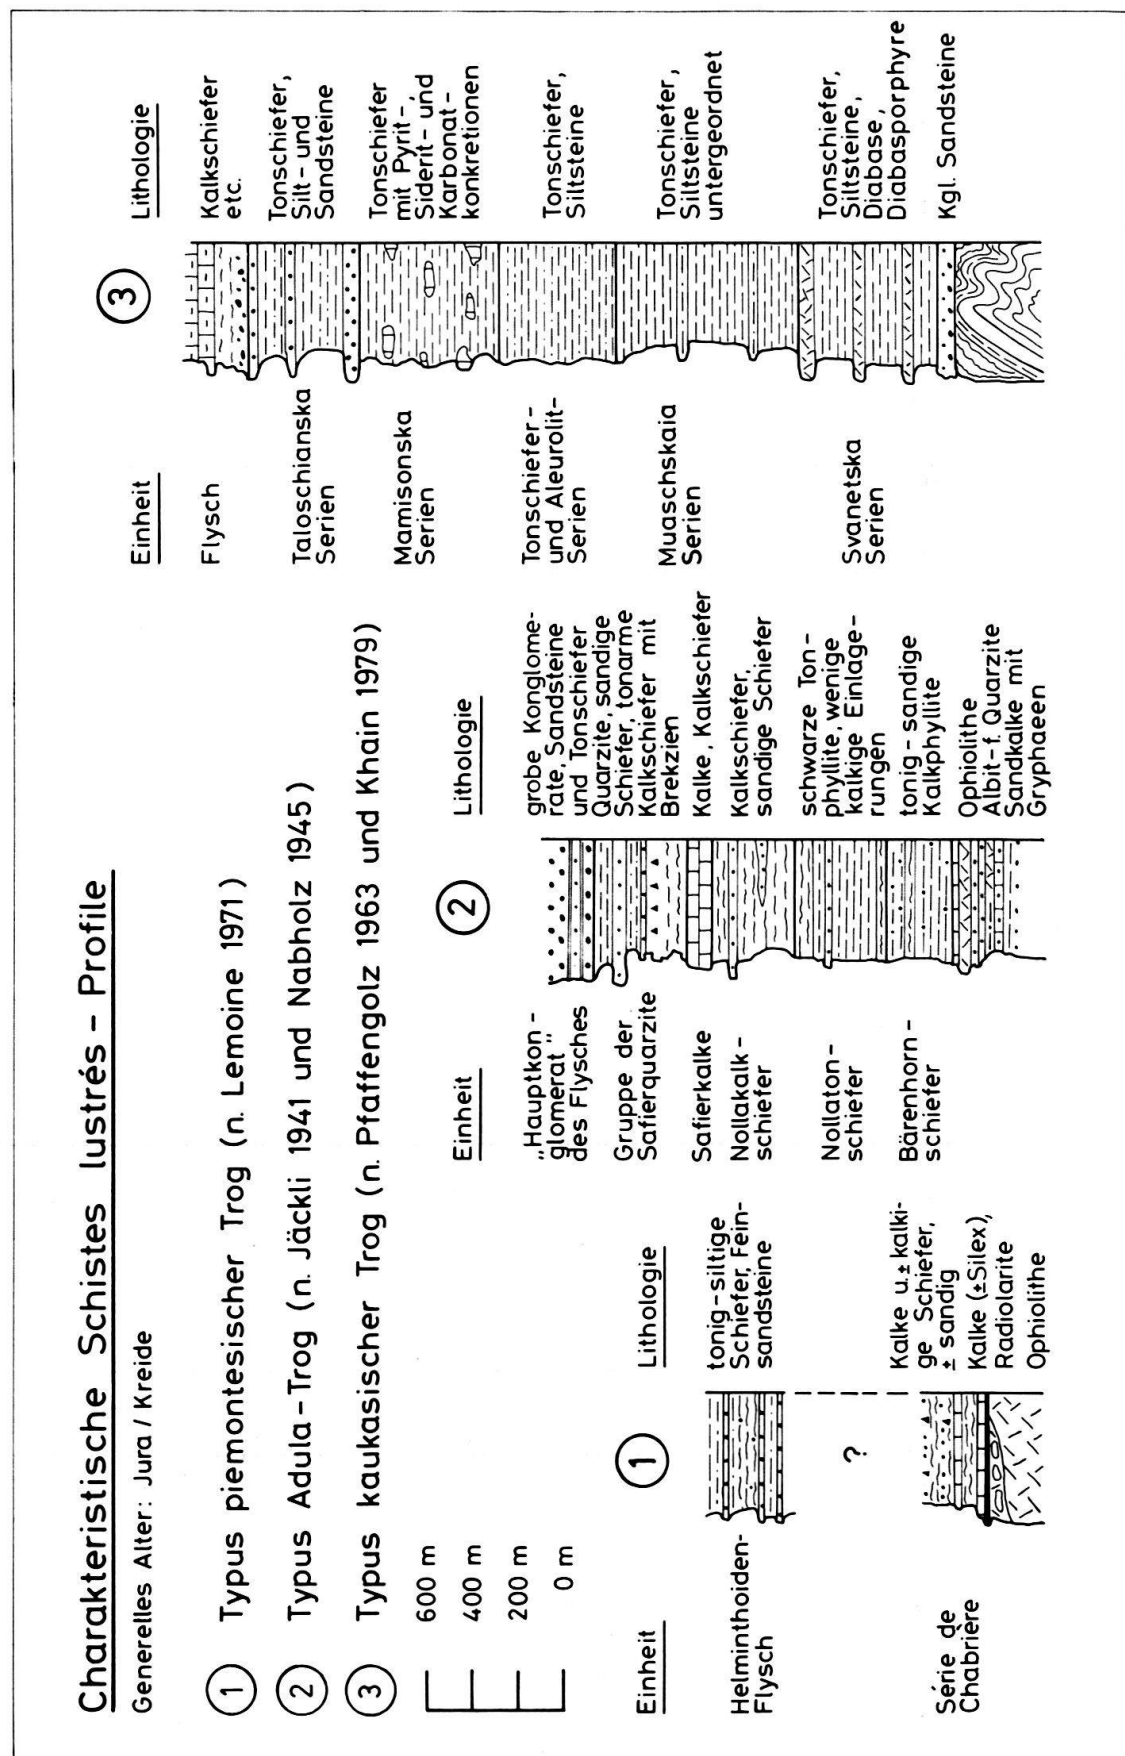 Charakteristische Schistes lustrés - Profile
Generelles Alter: Jura / Kreide
1 Typus piemontesischer Trog (n. Lemoine 1971)
2 Typus Adula-Trog (n. Jäckli 1941 und Nabholz 1945)
3 Typus kaukasischer Trog (n. Pfaffengolz 1963 und Khain 1979)
600 m
400 m
200 m
0 m
1
Einheit
Helminthoiden-
Flysch
Série de
Chabrière
?
Lithologie
tonig-siltige
Schiefer, Fein-
sandsteine
Kalke u. ± kalki-
ge Schiefer,
± sandig
Kalke (±Silex),
Radiolarite
Ophiolithe
2
Einheit
„Hauptkon-
glomerat"
des Flysches
Gruppe der
Safierquarzite
Safierkalke
Nollakalk-
schiefer
Nollaton-
schiefer
Bärenhorn-
schiefer
Lithologie
grobe Konglome-
rate, Sandsteine
und Tonschiefer
Quarzite, sandige
Schiefer, tonarme
Kalkschiefer mit
Brekzien
Kalke, Kalkschiefer
Kalkschiefer,
sandige Schiefer
schwarze Ton-
phyllite, wenige
kalkige Einlage-
rungen
tonig-sandige
Kalkphyllite
Ophiolithe
Albit-f. Quarzite
Sandkalke mit
Gryphaeen
3
Einheit
Flysch
Taloschianska
Serien
Mamisonska
Serien
Tonschiefer-
und Aleurolit-
Serien
Muaschskaia
Serien
Svanetska
Serien
Lithologie
Kalkschiefer
etc.
Tonschiefer,
Silt- und
Sandsteine
Tonschiefer
mit Pyrit-,
Siderit- und
Karbonat-
konkretionen
Tonschiefer,
Siltsteine
Tonschiefer,
Siltsteine
untergeordnet
Tonschiefer,
Siltsteine,
Diabase,
Diabasporphyre
Kgl. Sandsteine